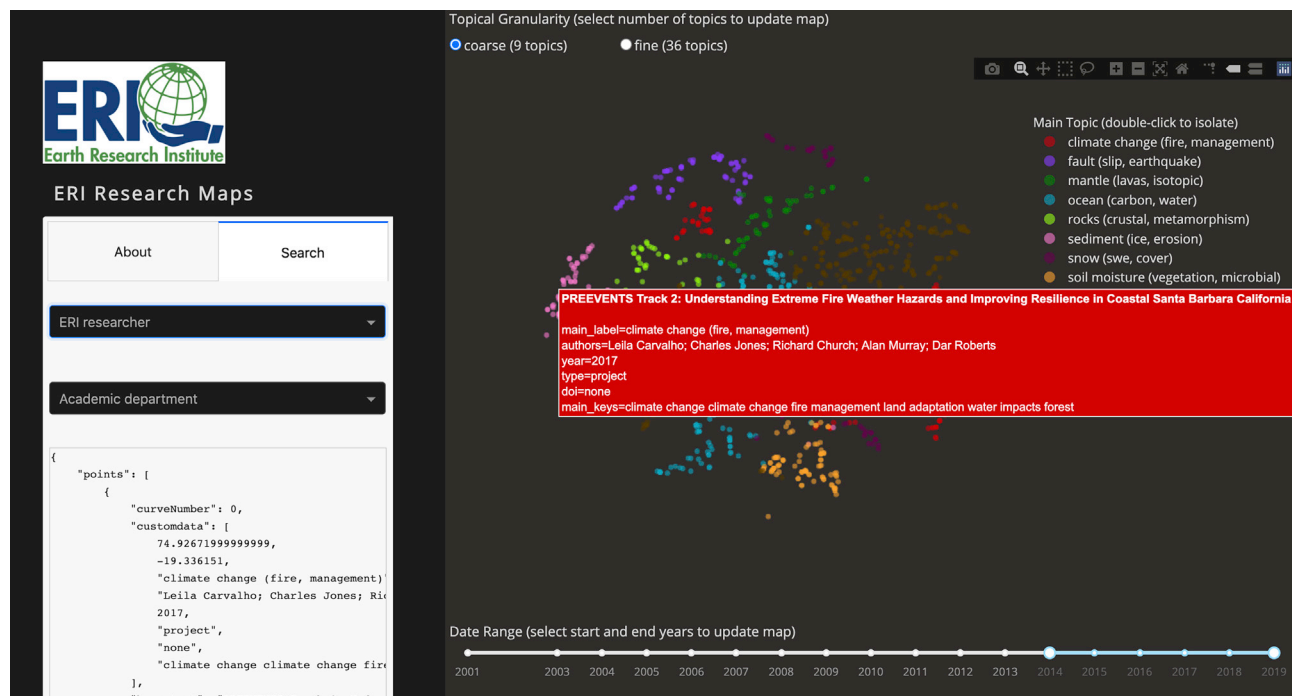 ERI
Earth Research Institute
ERI Research Maps
About
Search
ERI researcher
Academic department
{
"points": [
{
"curveNumber": 0,
"customdata": [
74.92671999999999,
-19.336151,
"climate change (fire, management)"
"Leila Carvalho; Charles Jones; Ric
2017,
"project",
"none",
"climate change climate change fire
],
Topical Granularity (select number of topics to update map)
coarse (9 topics)
fine (36 topics)
Main Topic (double-click to isolate)
climate change (fire, management)
fault (slip, earthquake)
mantle (lavas, isotopic)
ocean (carbon, water)
rocks (crustal, metamorphism)
sediment (ice, erosion)
snow (swe, cover)
soil moisture (vegetation, microbial)
PREEVENTS Track 2: Understanding Extreme Fire Weather Hazards and Improving Resilience in Coastal Santa Barbara California
main_label=climate change (fire, management)
authors=Leila Carvalho; Charles Jones; Richard Church; Alan Murray; Dar Roberts
year=2017
type=project
doi=none
main_keys=climate change climate change fire management land adaptation water impacts forest
Date Range (select start and end years to update map)
2001 2003 2004 2005 2006 2007 2008 2009 2010 2011 2012 2013 2014 2015 2016 2017 2018 2019